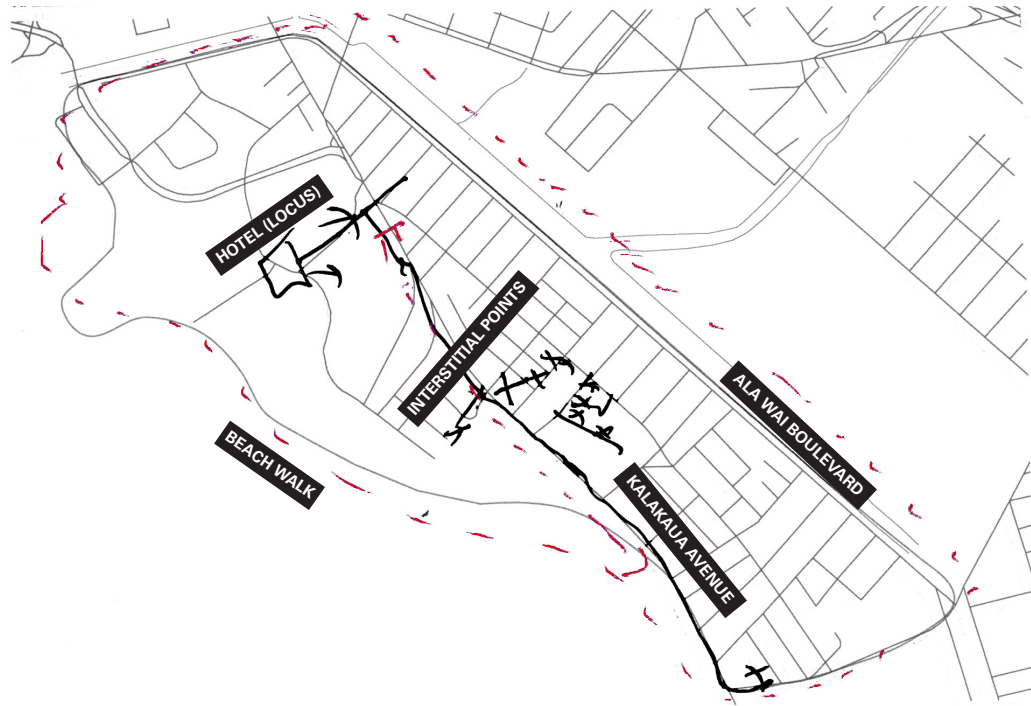 HOTEL (LOCUS)
INTERSTITIAL POINTS
ALA WAI BOULEVARD
BEACH WALK
KALAKAUA AVENUE